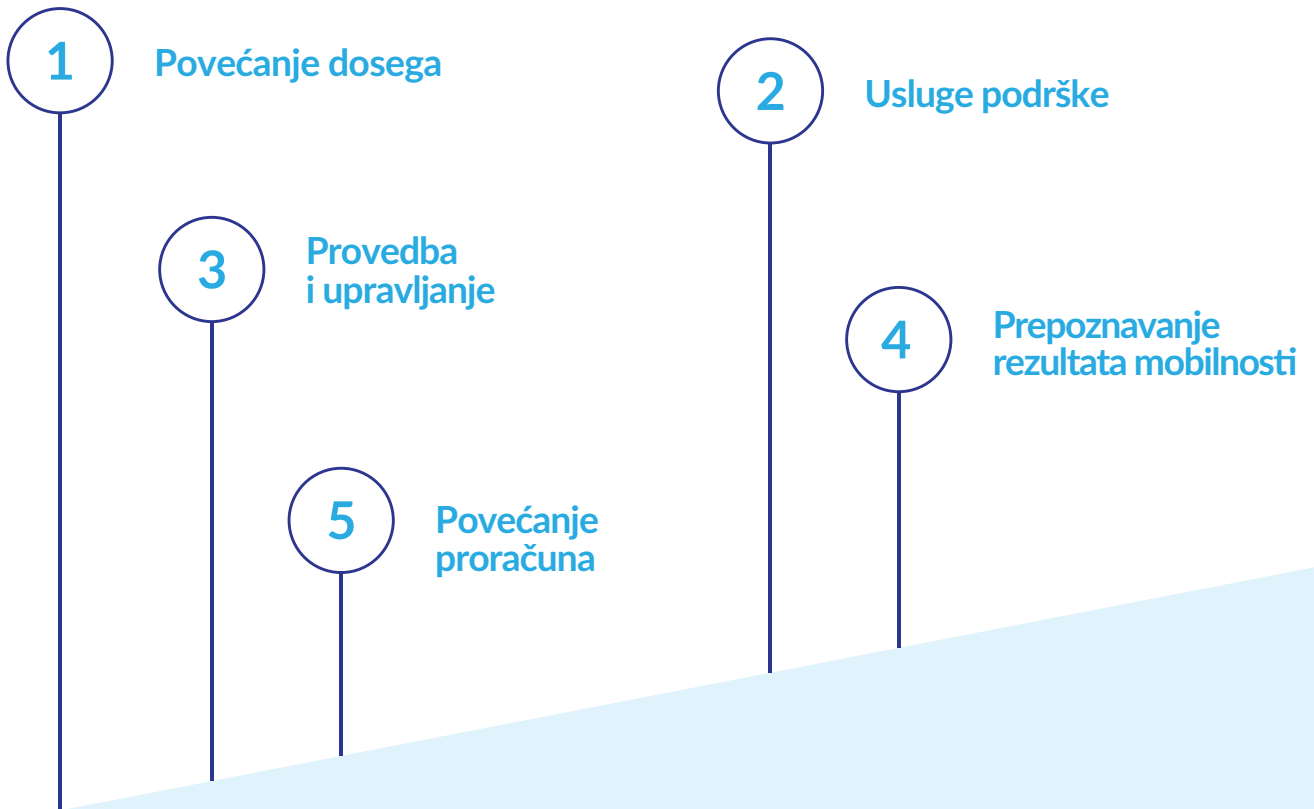 1
Povećanje dosega
2
Usluge podrške
3
Provedba
i upravljanje
4
Prepoznavanje
rezultata mobilnosti
5
Povećanje
proračuna